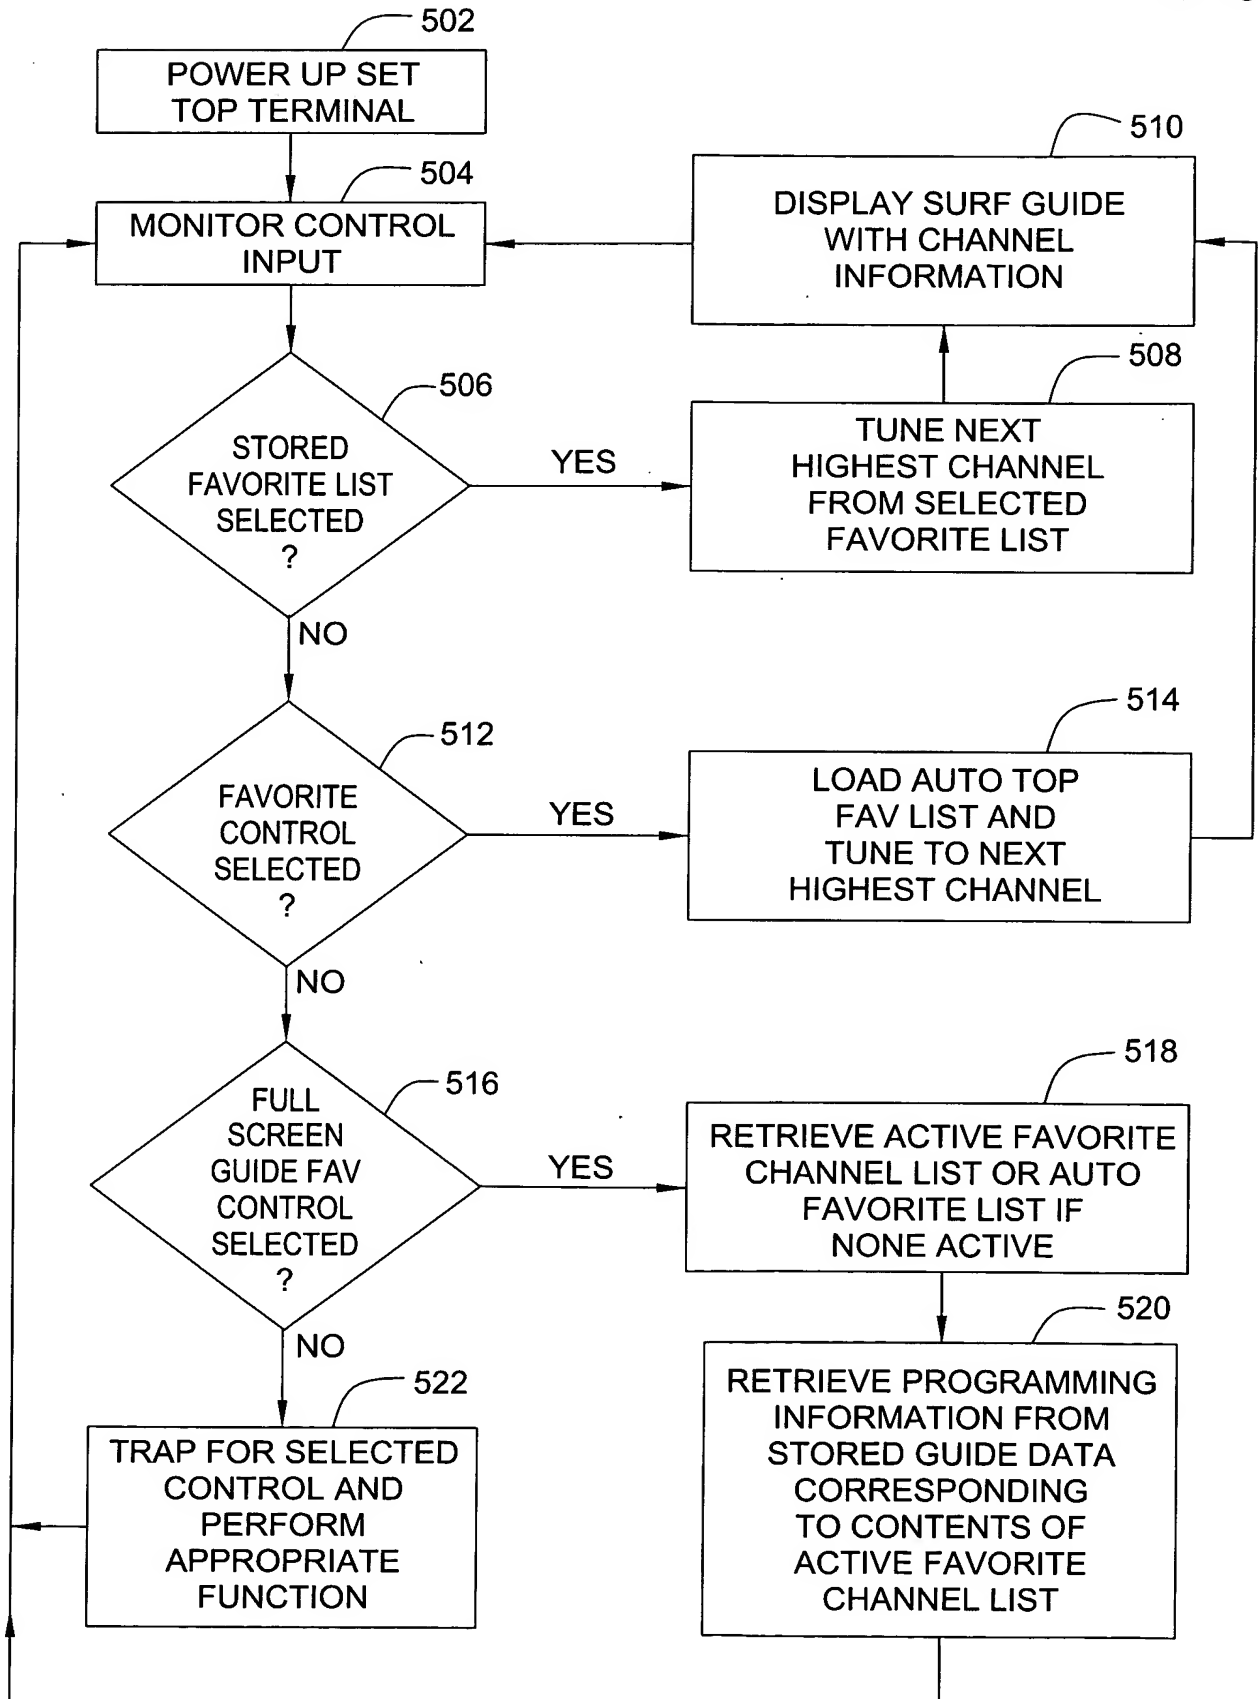 502
POWER UP SET
TOP TERMINAL
504
MONITOR CONTROL
INPUT
510
DISPLAY SURF GUIDE
WITH CHANNEL
INFORMATION
506
STORED
FAVORITE LIST
SELECTED
?
YES
508
TUNE NEXT
HIGHEST CHANNEL
FROM SELECTED
FAVORITE LIST
NO
512
FAVORITE
CONTROL
SELECTED
?
YES
514
LOAD AUTO TOP
FAV LIST AND
TUNE TO NEXT
HIGHEST CHANNEL
NO
516
FULL
SCREEN
GUIDE FAV
CONTROL
SELECTED
?
YES
518
RETRIEVE ACTIVE FAVORITE
CHANNEL LIST OR AUTO
FAVORITE LIST IF
NONE ACTIVE
NO
520
RETRIEVE PROGRAMMING
INFORMATION FROM
STORED GUIDE DATA
CORRESPONDING
TO CONTENTS OF
ACTIVE FAVORITE
CHANNEL LIST
522
TRAP FOR SELECTED
CONTROL AND
PERFORM
APPROPRIATE
FUNCTION